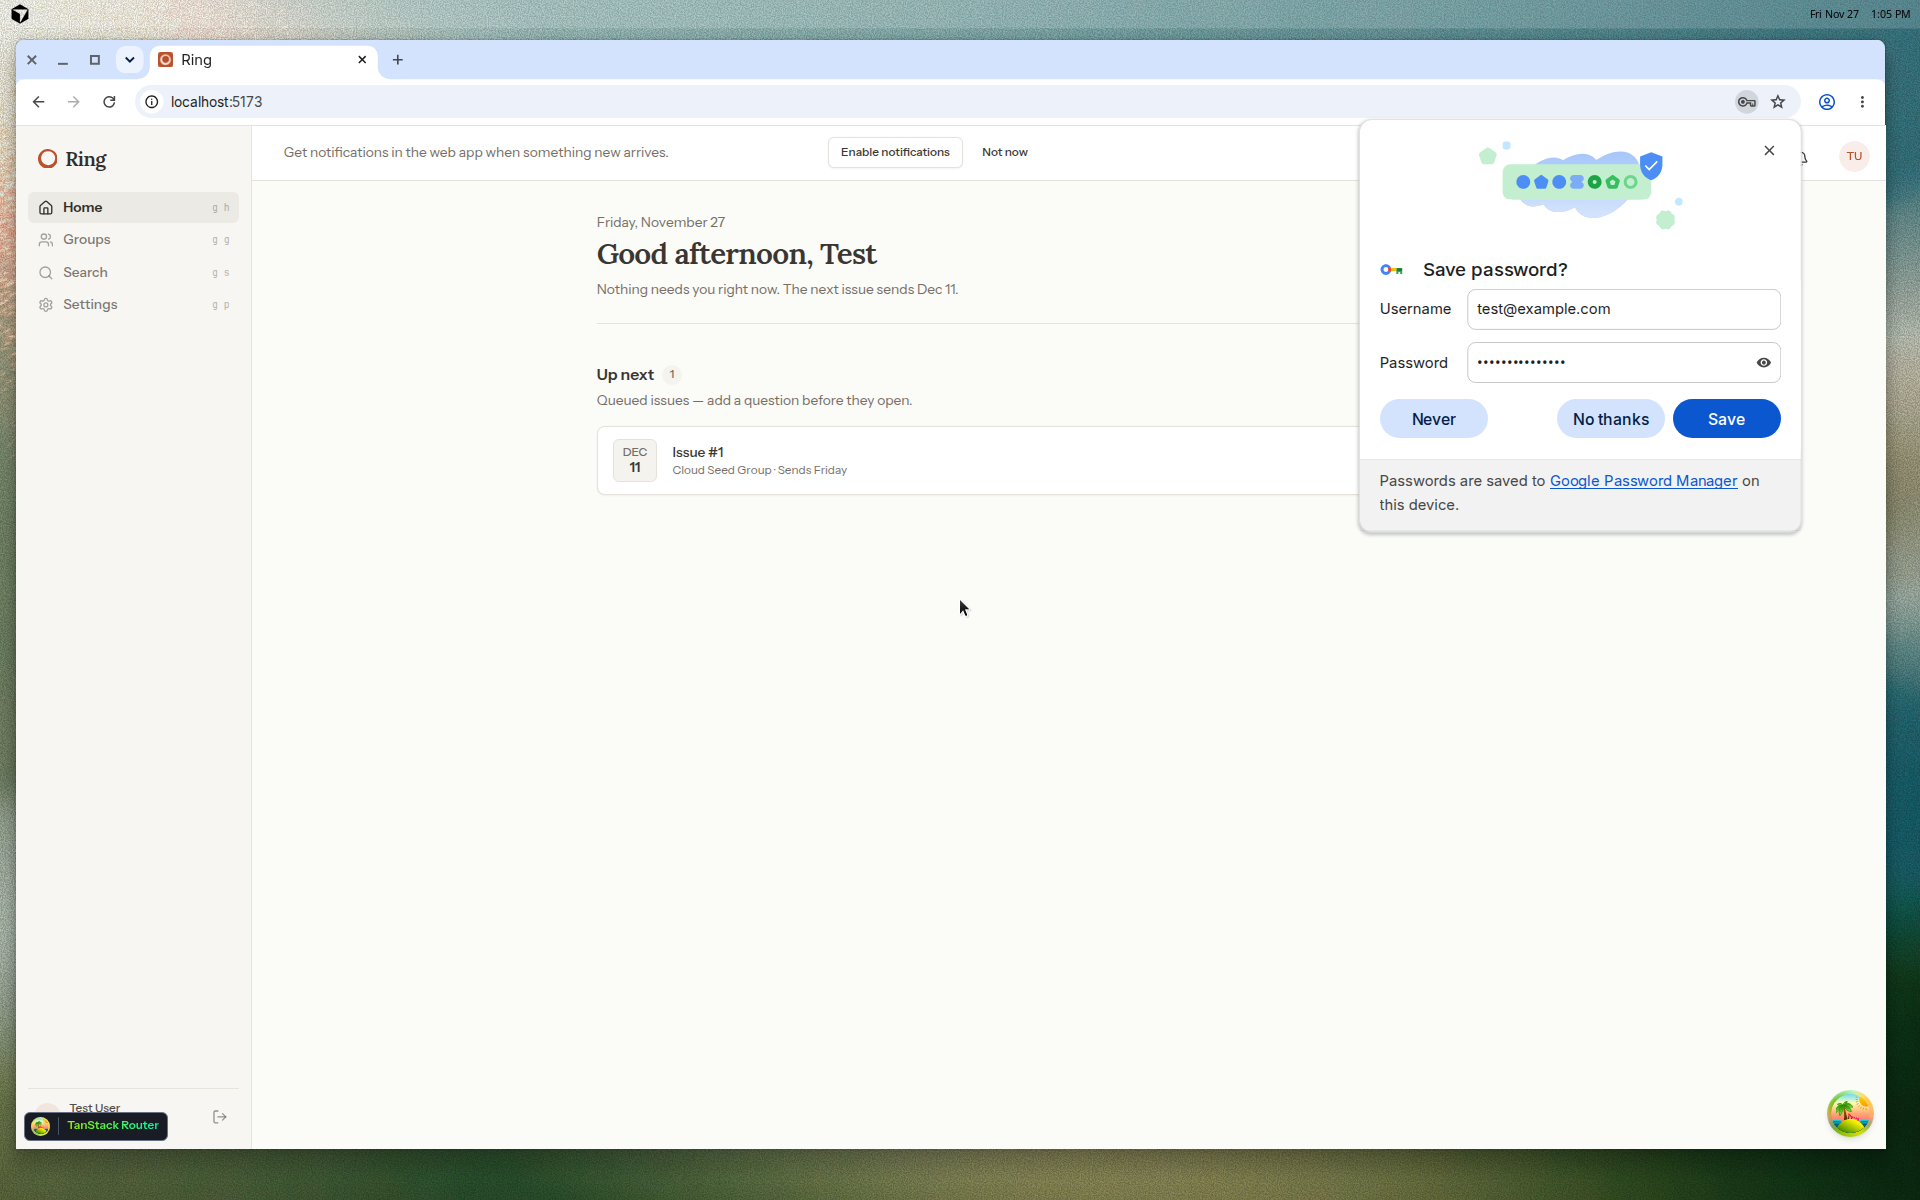 Fri Nov 27 1:05 PM
Ring
localhost:5173
Ring
Home g h
Groups g g
Search g s
Settings g p
Get notifications in the web app when something new arrives.
Enable notifications
Not now
TU
Friday, November 27
Good afternoon, Test
Nothing needs you right now. The next issue sends Dec 11.
Up next 1
Queued issues — add a question before they open.
DEC
11
Issue #1
Cloud Seed Group · Sends Friday
Save password?
Username test@example.com
Password •••••••••••••••
Never
No thanks
Save
Passwords are saved to Google Password Manager on
this device.
Test User
TanStack Router